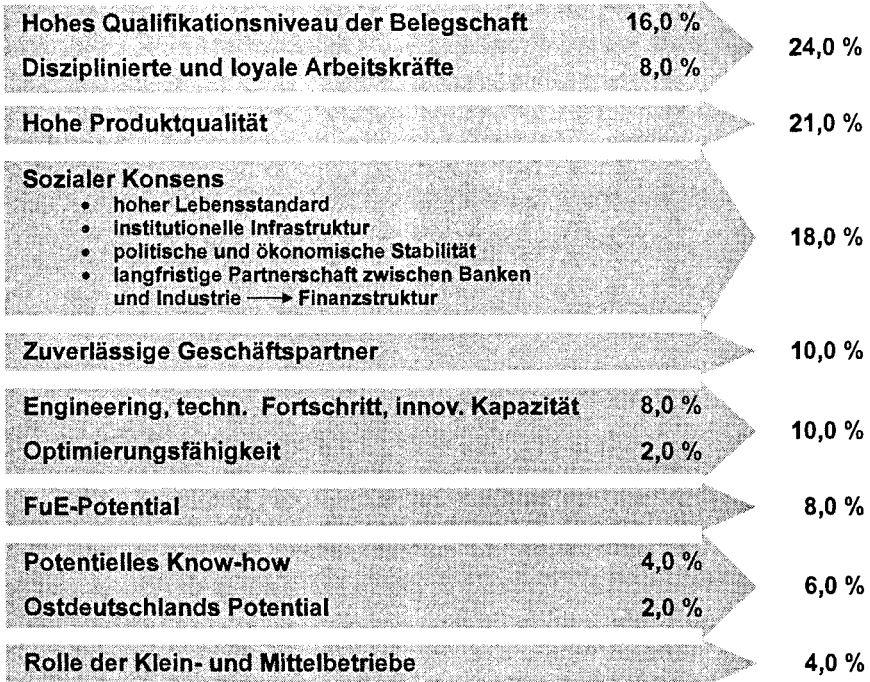 Hohes Qualifikationsniveau der Belegschaft 16,0 %
24,0 %
Disziplinierte und loyale Arbeitskräfte 8,0 %
Hohe Produktqualität 21,0 %
Sozialer Konsens
• hoher Lebensstandard
• institutionelle Infrastruktur
• politische und ökonomische Stabilität 18,0 %
• langfristige Partnerschaft zwischen Banken
und Industrie ⟶ Finanzstruktur
Zuverlässige Geschäftspartner 10,0 %
Engineering, techn. Fortschritt, innov. Kapazität 8,0 %
10,0 %
Optimierungsfähigkeit 2,0 %
FuE-Potential 8,0 %
Potentielles Know-how 4,0 %
6,0 %
Ostdeutschlands Potential 2,0 %
Rolle der Klein- und Mittelbetriebe 4,0 %